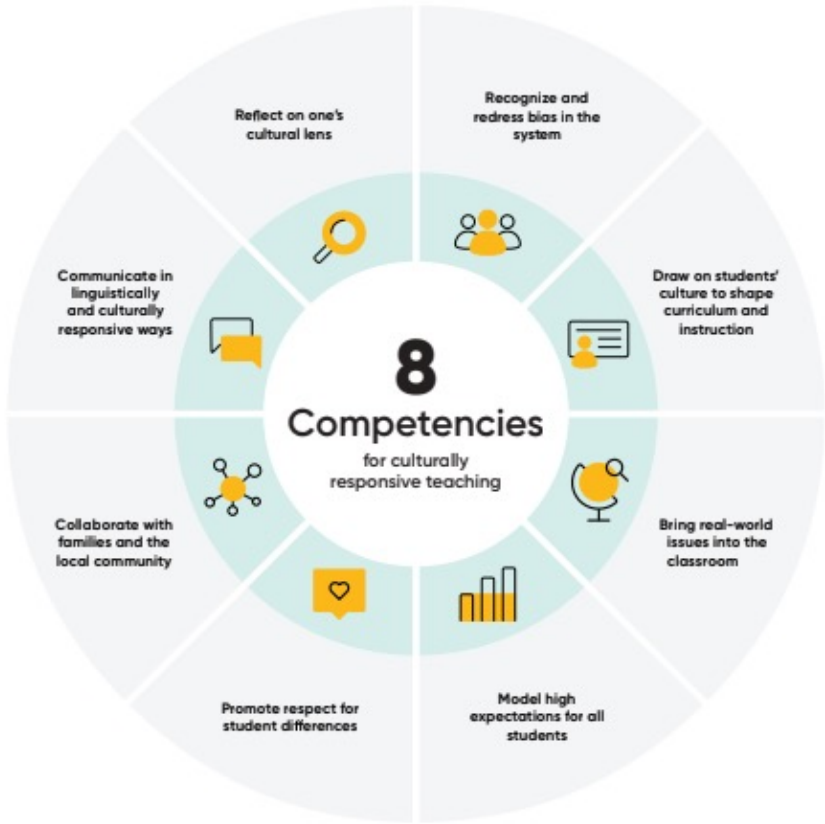 8
Competencies
for culturally
responsive teaching
Reflect on one's
cultural lens
Recognize and
redress bias in the
system
Draw on students'
culture to shape
curriculum and
instruction
Bring real-world
issues into the
classroom
Model high
expectations for all
students
Promote respect for
student differences
Collaborate with
families and the
local community
Communicate in
linguistically
and culturally
responsive ways